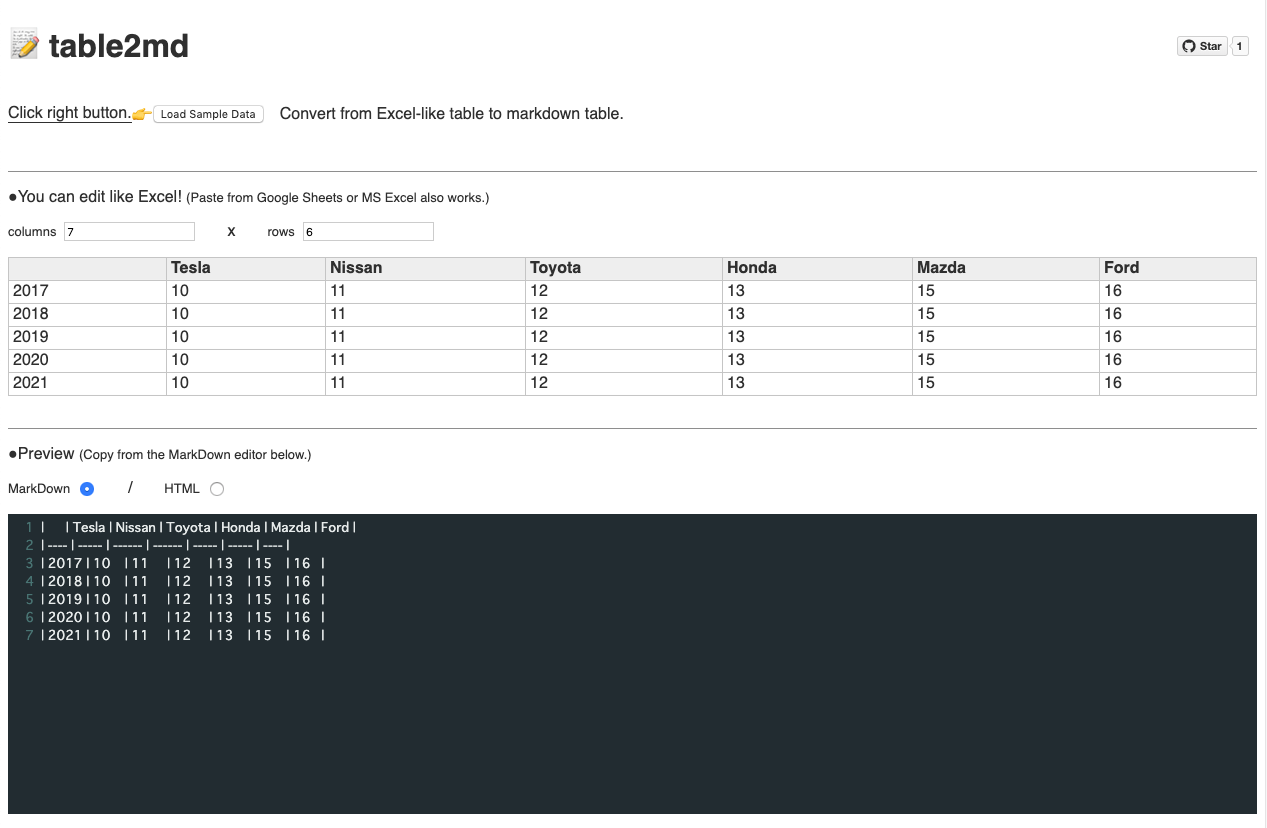 table2md
Star 1
Click right button.👉 Load Sample Data Convert from Excel-like table to markdown table.
●You can edit like Excel! (Paste from Google Sheets or MS Excel also works.)
columns 7 X rows 6
Tesla Nissan Toyota Honda Mazda Ford
2017 10 11 12 13 15 16
2018 10 11 12 13 15 16
2019 10 11 12 13 15 16
2020 10 11 12 13 15 16
2021 10 11 12 13 15 16
●Preview (Copy from the MarkDown editor below.)
MarkDown / HTML
1 |      | Tesla | Nissan | Toyota | Honda | Mazda | Ford |
2 |---- | ----- | ------ | ------ | ----- | ----- | ---- |
3 | 2017 | 10   | 11   | 12   | 13   | 15   | 16   |
4 | 2018 | 10   | 11   | 12   | 13   | 15   | 16   |
5 | 2019 | 10   | 11   | 12   | 13   | 15   | 16   |
6 | 2020 | 10   | 11   | 12   | 13   | 15   | 16   |
7 | 2021 | 10   | 11   | 12   | 13   | 15   | 16   |